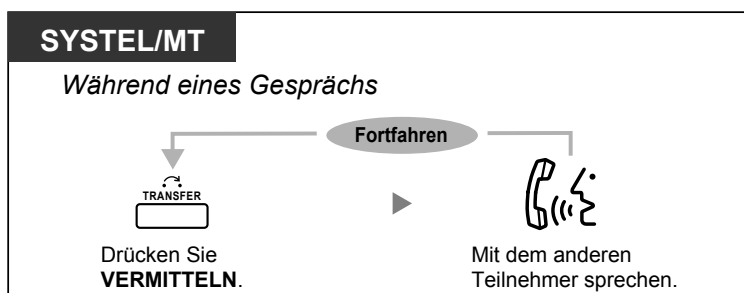 SYSTEL/MT
Während eines Gesprächs
Fortfahren
TRANSFER
Drücken Sie
VERMITTELN.
Mit dem anderen
Teilnehmer sprechen.